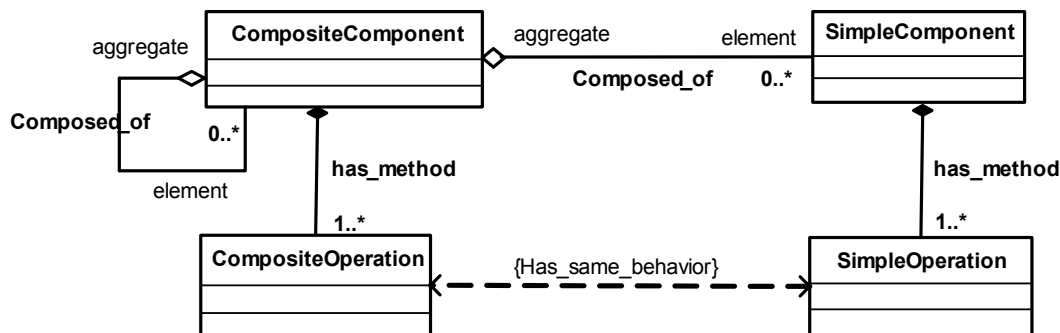 CompositeComponent
SimpleComponent
aggregate
aggregate
element
Composed_of
0..*
Composed_of
0..*
element
has_method
has_method
1..*
1..*
CompositeOperation
{Has_same_behavior}
SimpleOperation